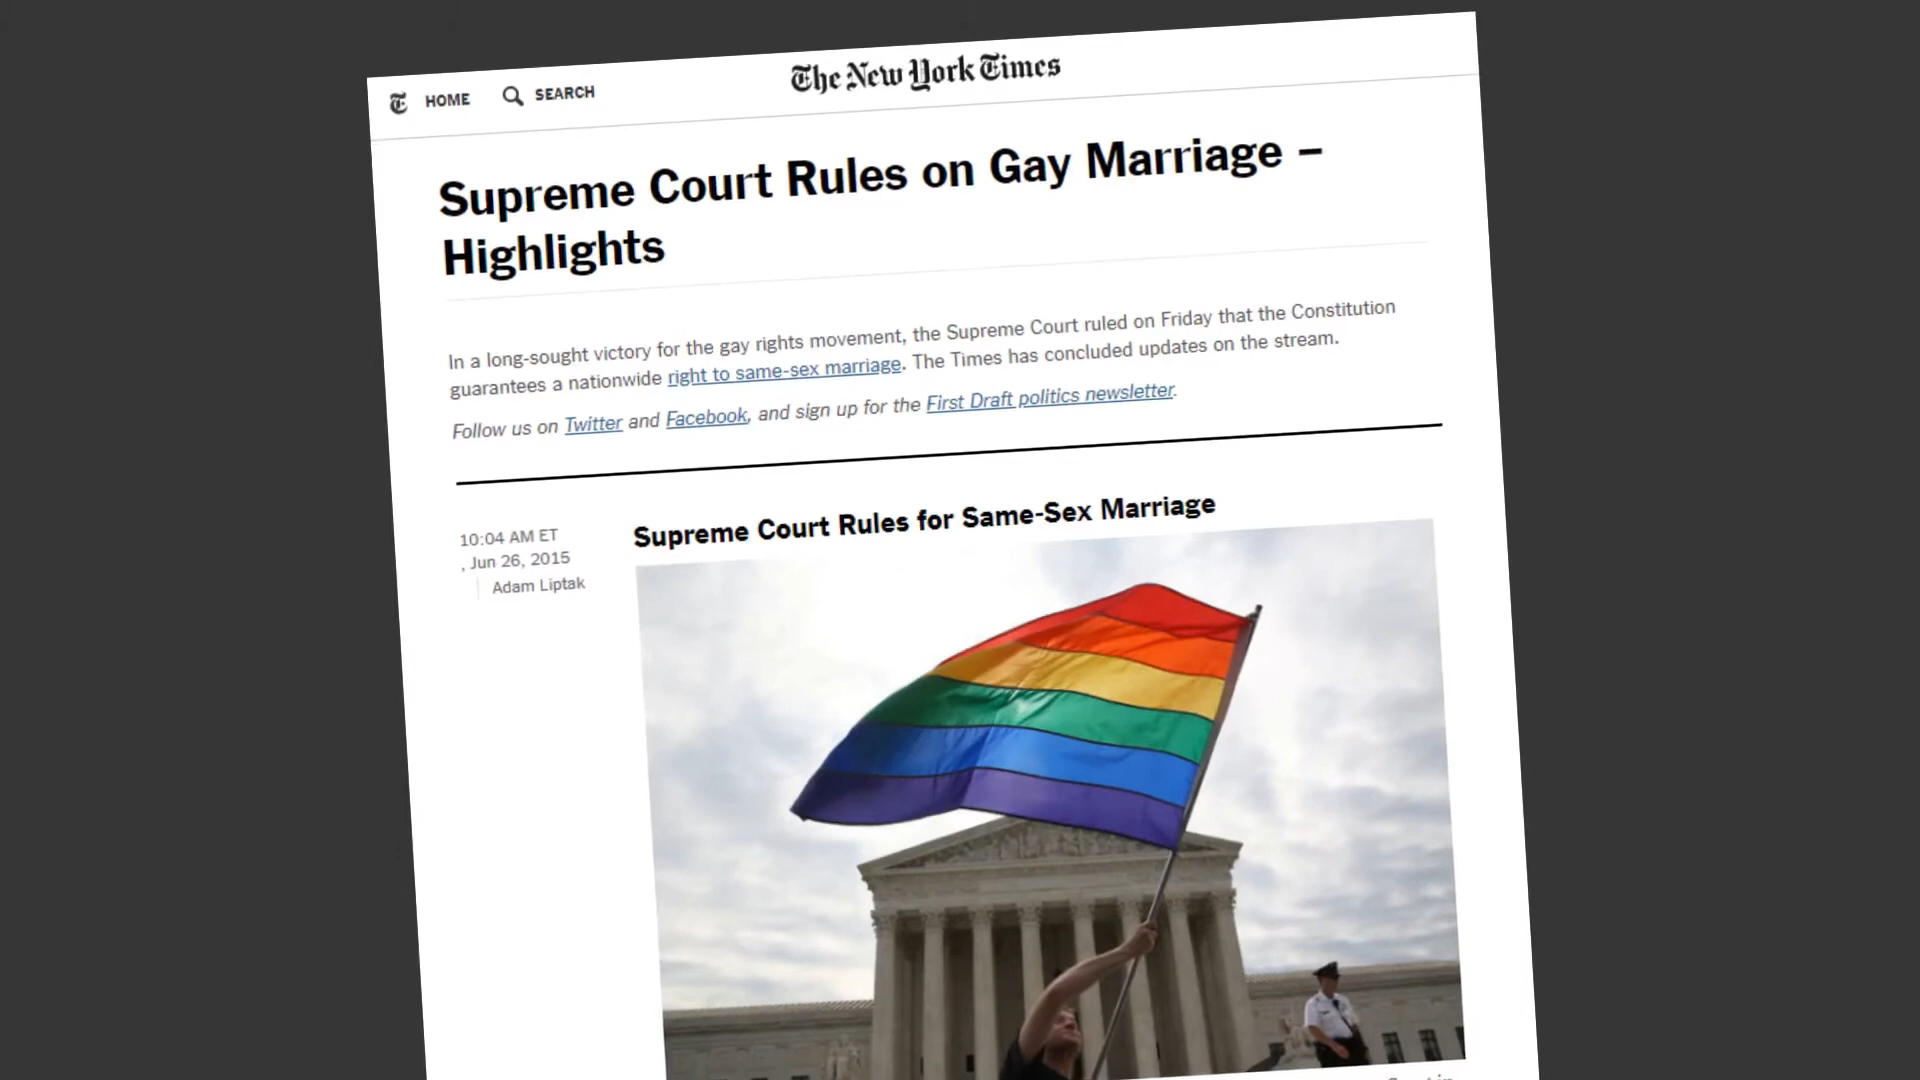 HOME
SEARCH
The New York Times
Supreme Court Rules on Gay Marriage –
Highlights
In a long-sought victory for the gay rights movement, the Supreme Court ruled on Friday that the Constitution
guarantees a nationwide right to same-sex marriage. The Times has concluded updates on the stream.
Follow us on Twitter and Facebook, and sign up for the First Draft politics newsletter.
10:04 AM ET
, Jun 26, 2015
Adam Liptak
Supreme Court Rules for Same-Sex Marriage